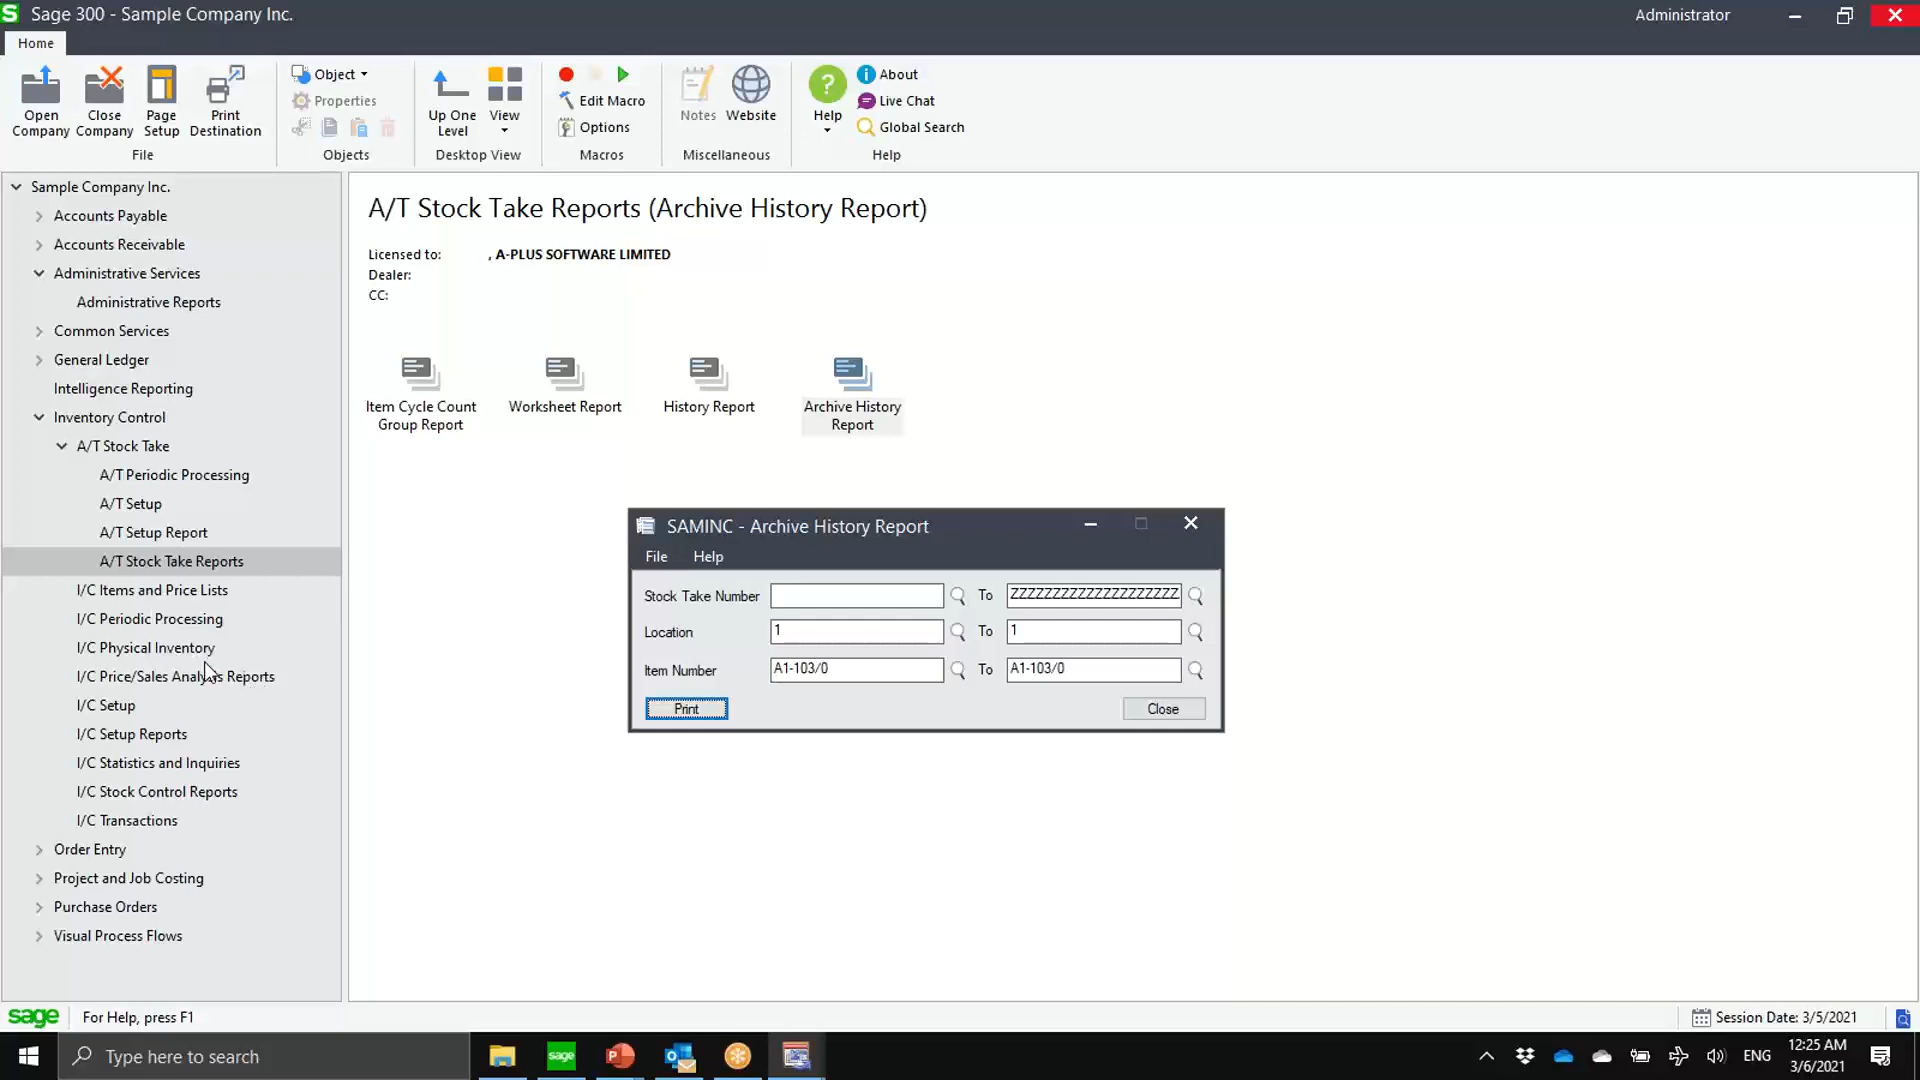 S Sage 300 - Sample Company Inc.
Administrator
Home
Open Company
Close Company
Page Setup
Print Destination
File
Object
Properties
Objects
Up One Level
View
Desktop View
Edit Macro
Options
Macros
Notes
Website
Miscellaneous
Help
About
Live Chat
Global Search
Help
Sample Company Inc.
Accounts Payable
Accounts Receivable
Administrative Services
Administrative Reports
Common Services
General Ledger
Intelligence Reporting
Inventory Control
A/T Stock Take
A/T Periodic Processing
A/T Setup
A/T Setup Report
A/T Stock Take Reports
I/C Items and Price Lists
I/C Periodic Processing
I/C Physical Inventory
I/C Price/Sales Analysis Reports
I/C Setup
I/C Setup Reports
I/C Statistics and Inquiries
I/C Stock Control Reports
I/C Transactions
Order Entry
Project and Job Costing
Purchase Orders
Visual Process Flows
A/T Stock Take Reports (Archive History Report)
Licensed to: , A-PLUS SOFTWARE LIMITED
Dealer:
CC:
Item Cycle Count Group Report
Worksheet Report
History Report
Archive History Report
SAMINC - Archive History Report
File Help
Stock Take Number To ZZZZZZZZZZZZZZZZZZZZ
Location 1 To 1
Item Number A1-103/0 To A1-103/0
Print Close
sage For Help, press F1
Session Date: 3/5/2021
Type here to search
sage
ENG
12:25 AM
3/6/2021